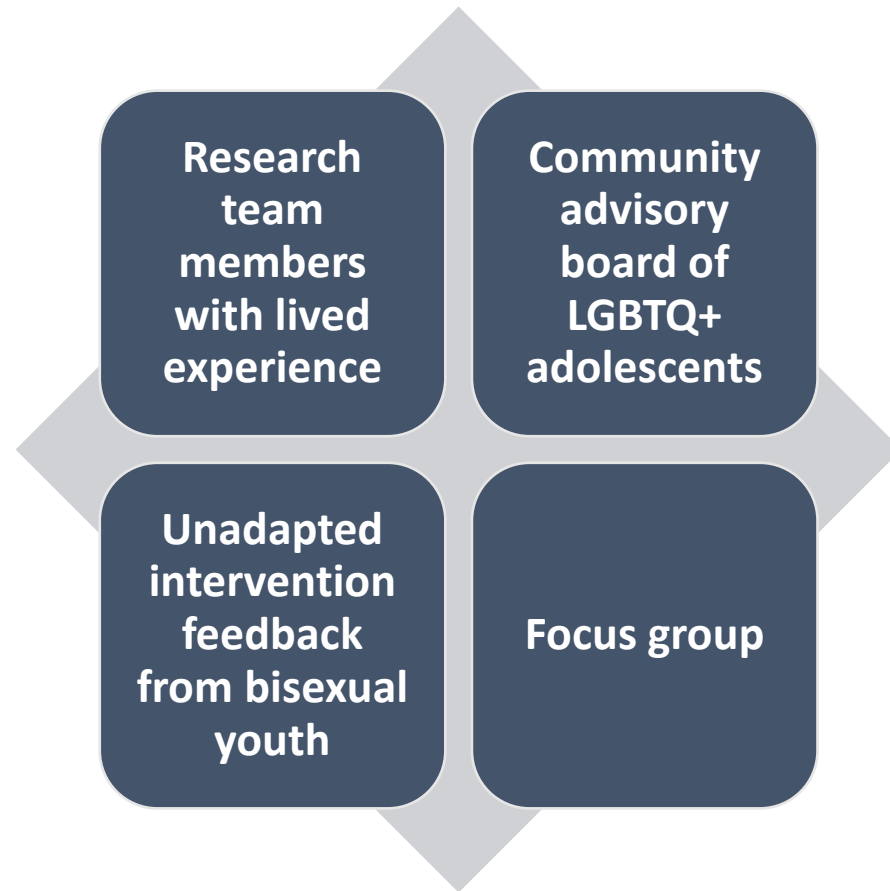 Research
team
members
with lived
experience
Community
advisory
board of
LGBTQ+
adolescents
Unadapted
intervention
feedback
from bisexual
youth
Focus group